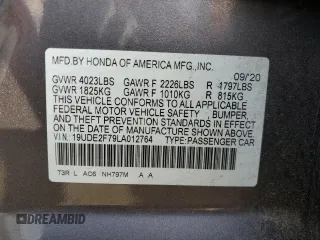 MFD.BY HONDA OF AMERICA MFG.,INC.
09/20
GVWR 4023LBS GAWR F 2226LBS R 1797LBS
GVWR 1825KG GAWR F 1010KG R 815KG
THIS VEHICLE CONFORMS TO ALL APPLICABLE
FEDERAL MOTOR VEHICLE SAFETY, BUMPER, AND
THEFT PREVENTION STANDARDS IN EFFECT ON THE
DATE OF MANUFACTURE SHOWN ABOVE.
19UDE2F79LA012764 TYPE:PASSENGER CAR
T3R L AC6 NH797M A A
© AUTOBIDMASTER